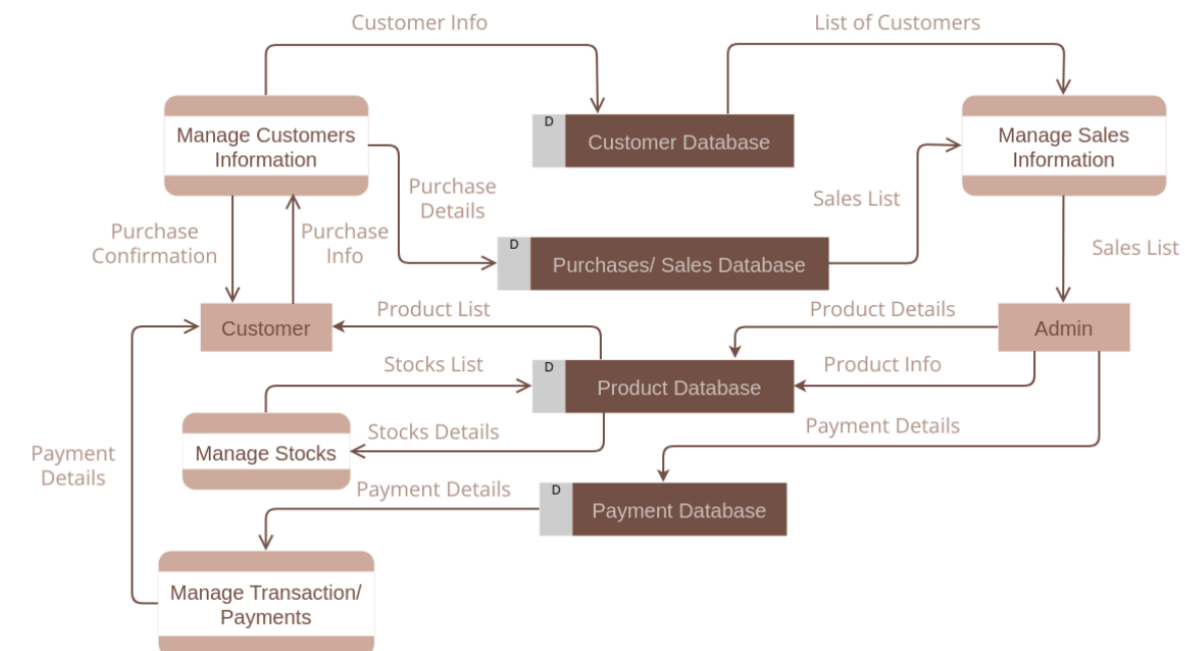 Customer Info
List of Customers
D
Customer Database
Manage Customers
Information
Manage Sales
Information
Purchase
Details
Sales List
Purchase
Confirmation
Purchase
Info
D
Purchases/ Sales Database
Sales List
Customer
Product List
Product Details
Admin
Stocks List
D
Product Database
Product Info
Manage Stocks
Stocks Details
Payment Details
Payment
Details
Payment Details
D
Payment Database
Manage Transaction/
Payments